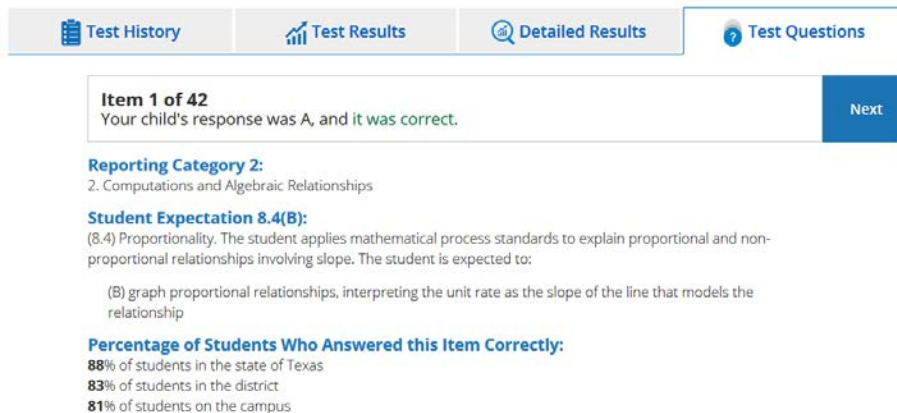 Test History
Test Results
Detailed Results
Test Questions
Item 1 of 42
Your child's response was A, and it was correct.
Next
Reporting Category 2:
2. Computations and Algebraic Relationships
Student Expectation 8.4(B):
(8.4) Proportionality. The student applies mathematical process standards to explain proportional and non-
proportional relationships involving slope. The student is expected to:
(B) graph proportional relationships, interpreting the unit rate as the slope of the line that models the
relationship
Percentage of Students Who Answered this Item Correctly:
88% of students in the state of Texas
83% of students in the district
81% of students on the campus